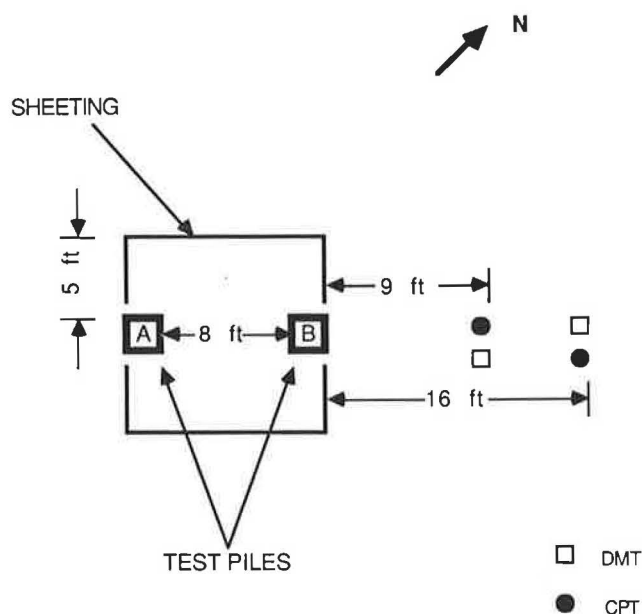 N
SHEETING
5 ft
9 ft
A
8 ft
B
16 ft
TEST PILES
DMT
CPT